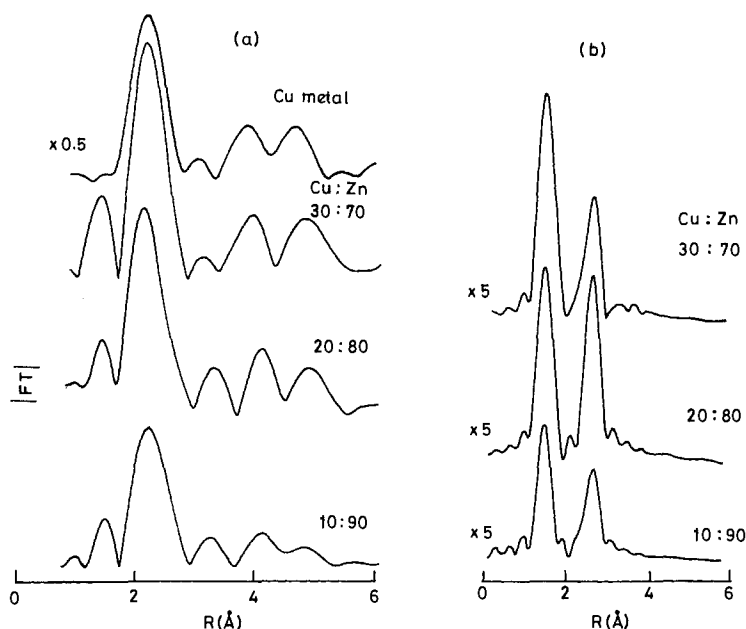 (a)
Cu metal
x 0.5
Cu : Zn
30 : 70
20 : 80
10 : 90
|FT|
0 2 4 6
R(Å)
(b)
Cu : Zn
30 : 70
x 5
20 : 80
x 5
10 : 90
x 5
0 2 4 6
R(Å)